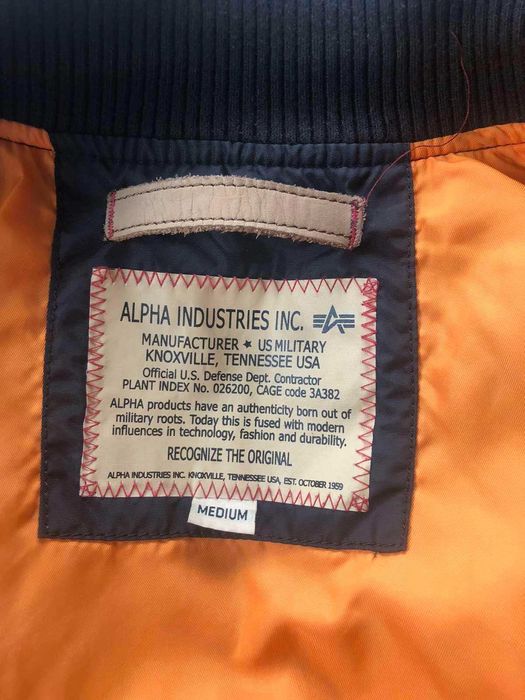 ALPHA INDUSTRIES INC.
MANUFACTURER ★ US MILITARY
KNOXVILLE, TENNESSEE USA
Official U.S. Defense Dept. Contractor
PLANT INDEX No. 026200, CAGE code 3A382
ALPHA products have an authenticity born out of
military roots. Today this is fused with modern
influences in technology, fashion and durability.
RECOGNIZE THE ORIGINAL
ALPHA INDUSTRIES INC. KNOXVILLE, TENNESSEE USA, EST. OCTOBER 1959
MEDIUM